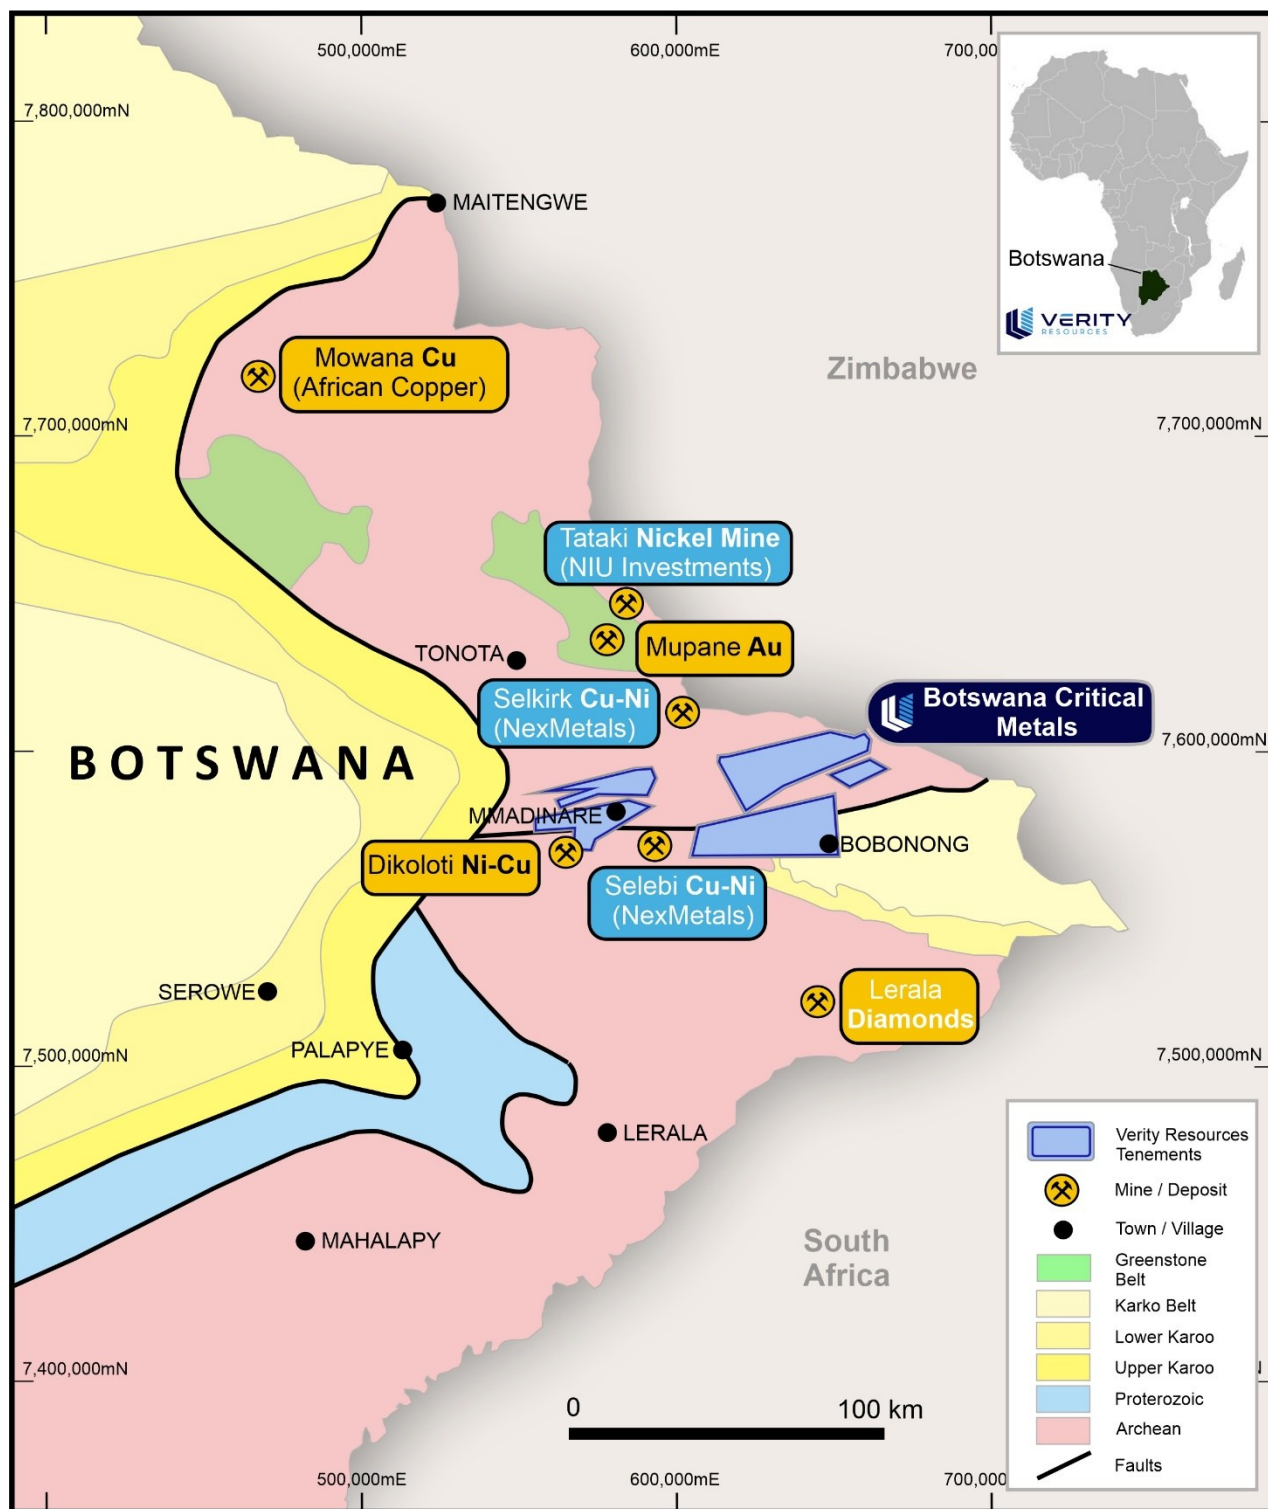 500,000mE
600,000mE
700,00
7,800,000mN
MAITENGWE
Botswana
VERITY
RESOURCES
Mowana Cu
(African Copper)
Zimbabwe
7,700,000mN
7,700,000mN
Tataki Nickel Mine
(NIU Investments)
Mupane Au
TONOTA
Selkirk Cu-Ni
(NexMetals)
Botswana Critical
Metals
BOTSWANA
7,600,000mN
MMADINARE
BOBONONG
Dikoloti Ni-Cu
Selebi Cu-Ni
(NexMetals)
SEROWE
Lerala
Diamonds
PALAPYE
7,500,000mN
7,500,000mN
LERALA
MAHALAPY
South
Africa
7,400,000mN
Verity Resources
Tenements
Mine / Deposit
Town / Village
Greenstone
Belt
Karko Belt
Lower Karoo
Upper Karoo
Proterozoic
Archean
Faults
0
100 km
500,000mE
600,000mE
700,00